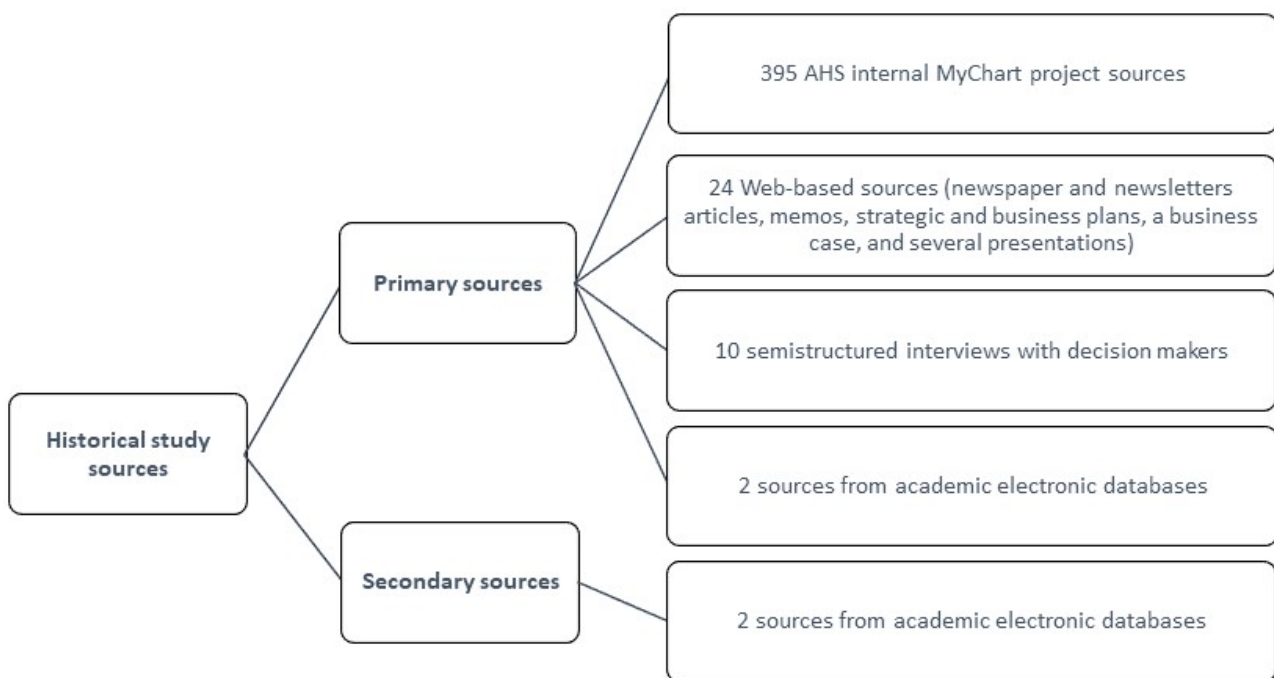 395 AHS internal MyChart project sources
24 Web-based sources (newspaper and newsletters
articles, memos, strategic and business plans, a business
case, and several presentations)
Primary sources
10 semistructured interviews with decision makers
Historical study
sources
2 sources from academic electronic databases
Secondary sources
2 sources from academic electronic databases